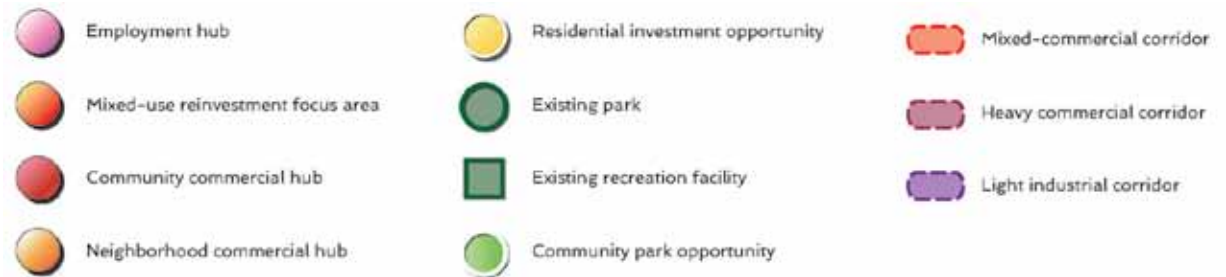 Employment hub
Mixed-use reinvestment focus area
Community commercial hub
Neighborhood commercial hub
Residential investment opportunity
Existing park
Existing recreation facility
Community park opportunity
Mixed-commercial corridor
Heavy commercial corridor
Light industrial corridor